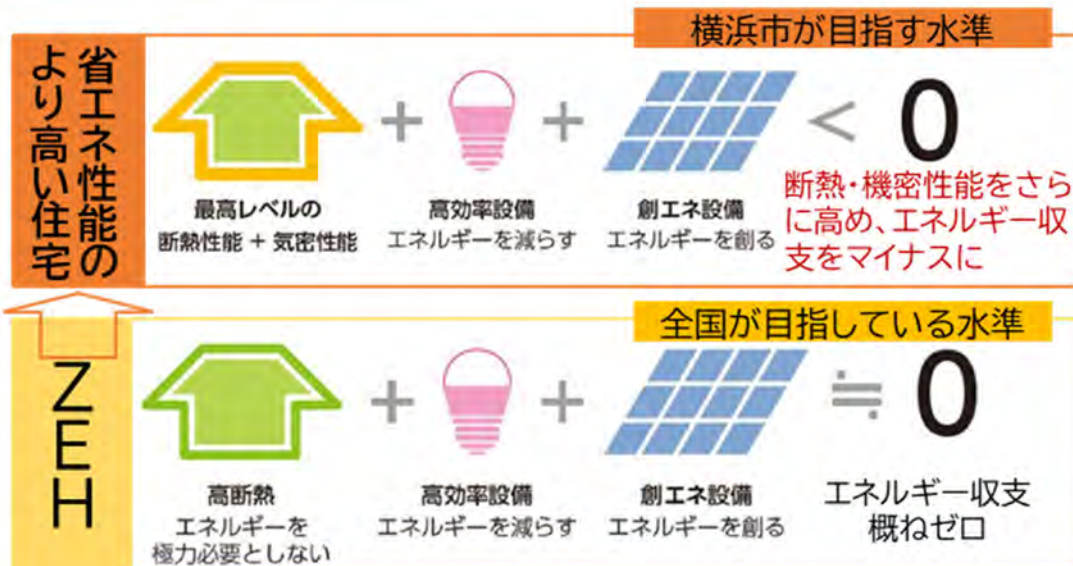 横浜市が目指す水準
省エネ性能の
より高い住宅
+ + < 0
最高レベルの
断熱性能 + 気密性能
高効率設備
エネルギーを減らす
創エネ設備
エネルギーを創る
断熱・機密性能をさら
に高め、エネルギー収
支をマイナスに
全国が目指している水準
ZEH
+ + ≒ 0
高断熱
エネルギーを
極力必要としない
高効率設備
エネルギーを減らす
創エネ設備
エネルギーを創る
エネルギー収支
概ねゼロ